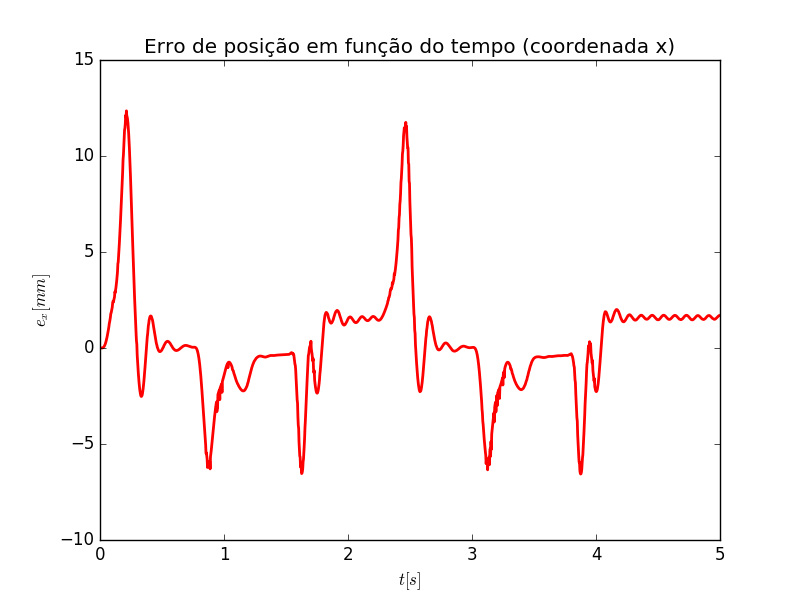 Erro de posição em função do tempo (coordenada x)
15
10
5
0
−5
−10
e_x[mm]
0 1 2 3 4 5
t[s]